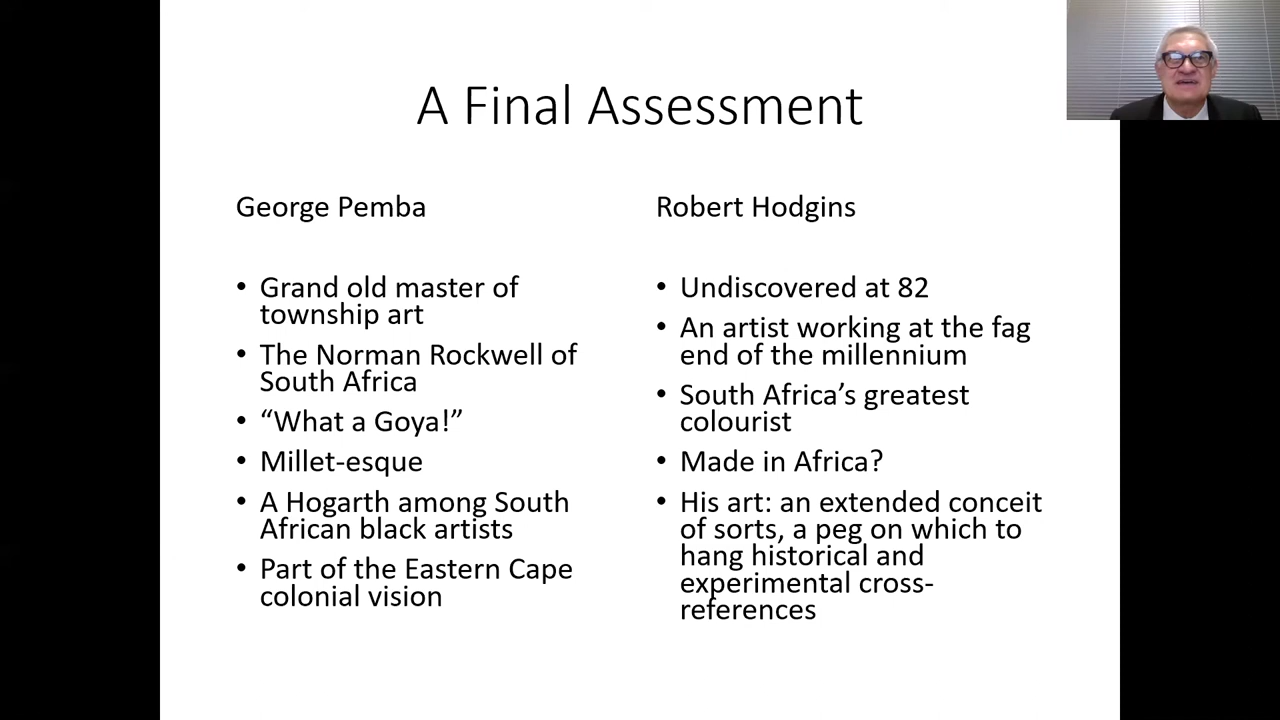 A Final Assessment
George Pemba
• Grand old master of
township art
• The Norman Rockwell of
South Africa
• “What a Goya!”
• Millet-esque
• A Hogarth among South
African black artists
• Part of the Eastern Cape
colonial vision
Robert Hodgins
• Undiscovered at 82
• An artist working at the fag
end of the millennium
• South Africa’s greatest
colourist
• Made in Africa?
• His art: an extended conceit
of sorts, a peg on which to
hang historical and
experimental cross-
references